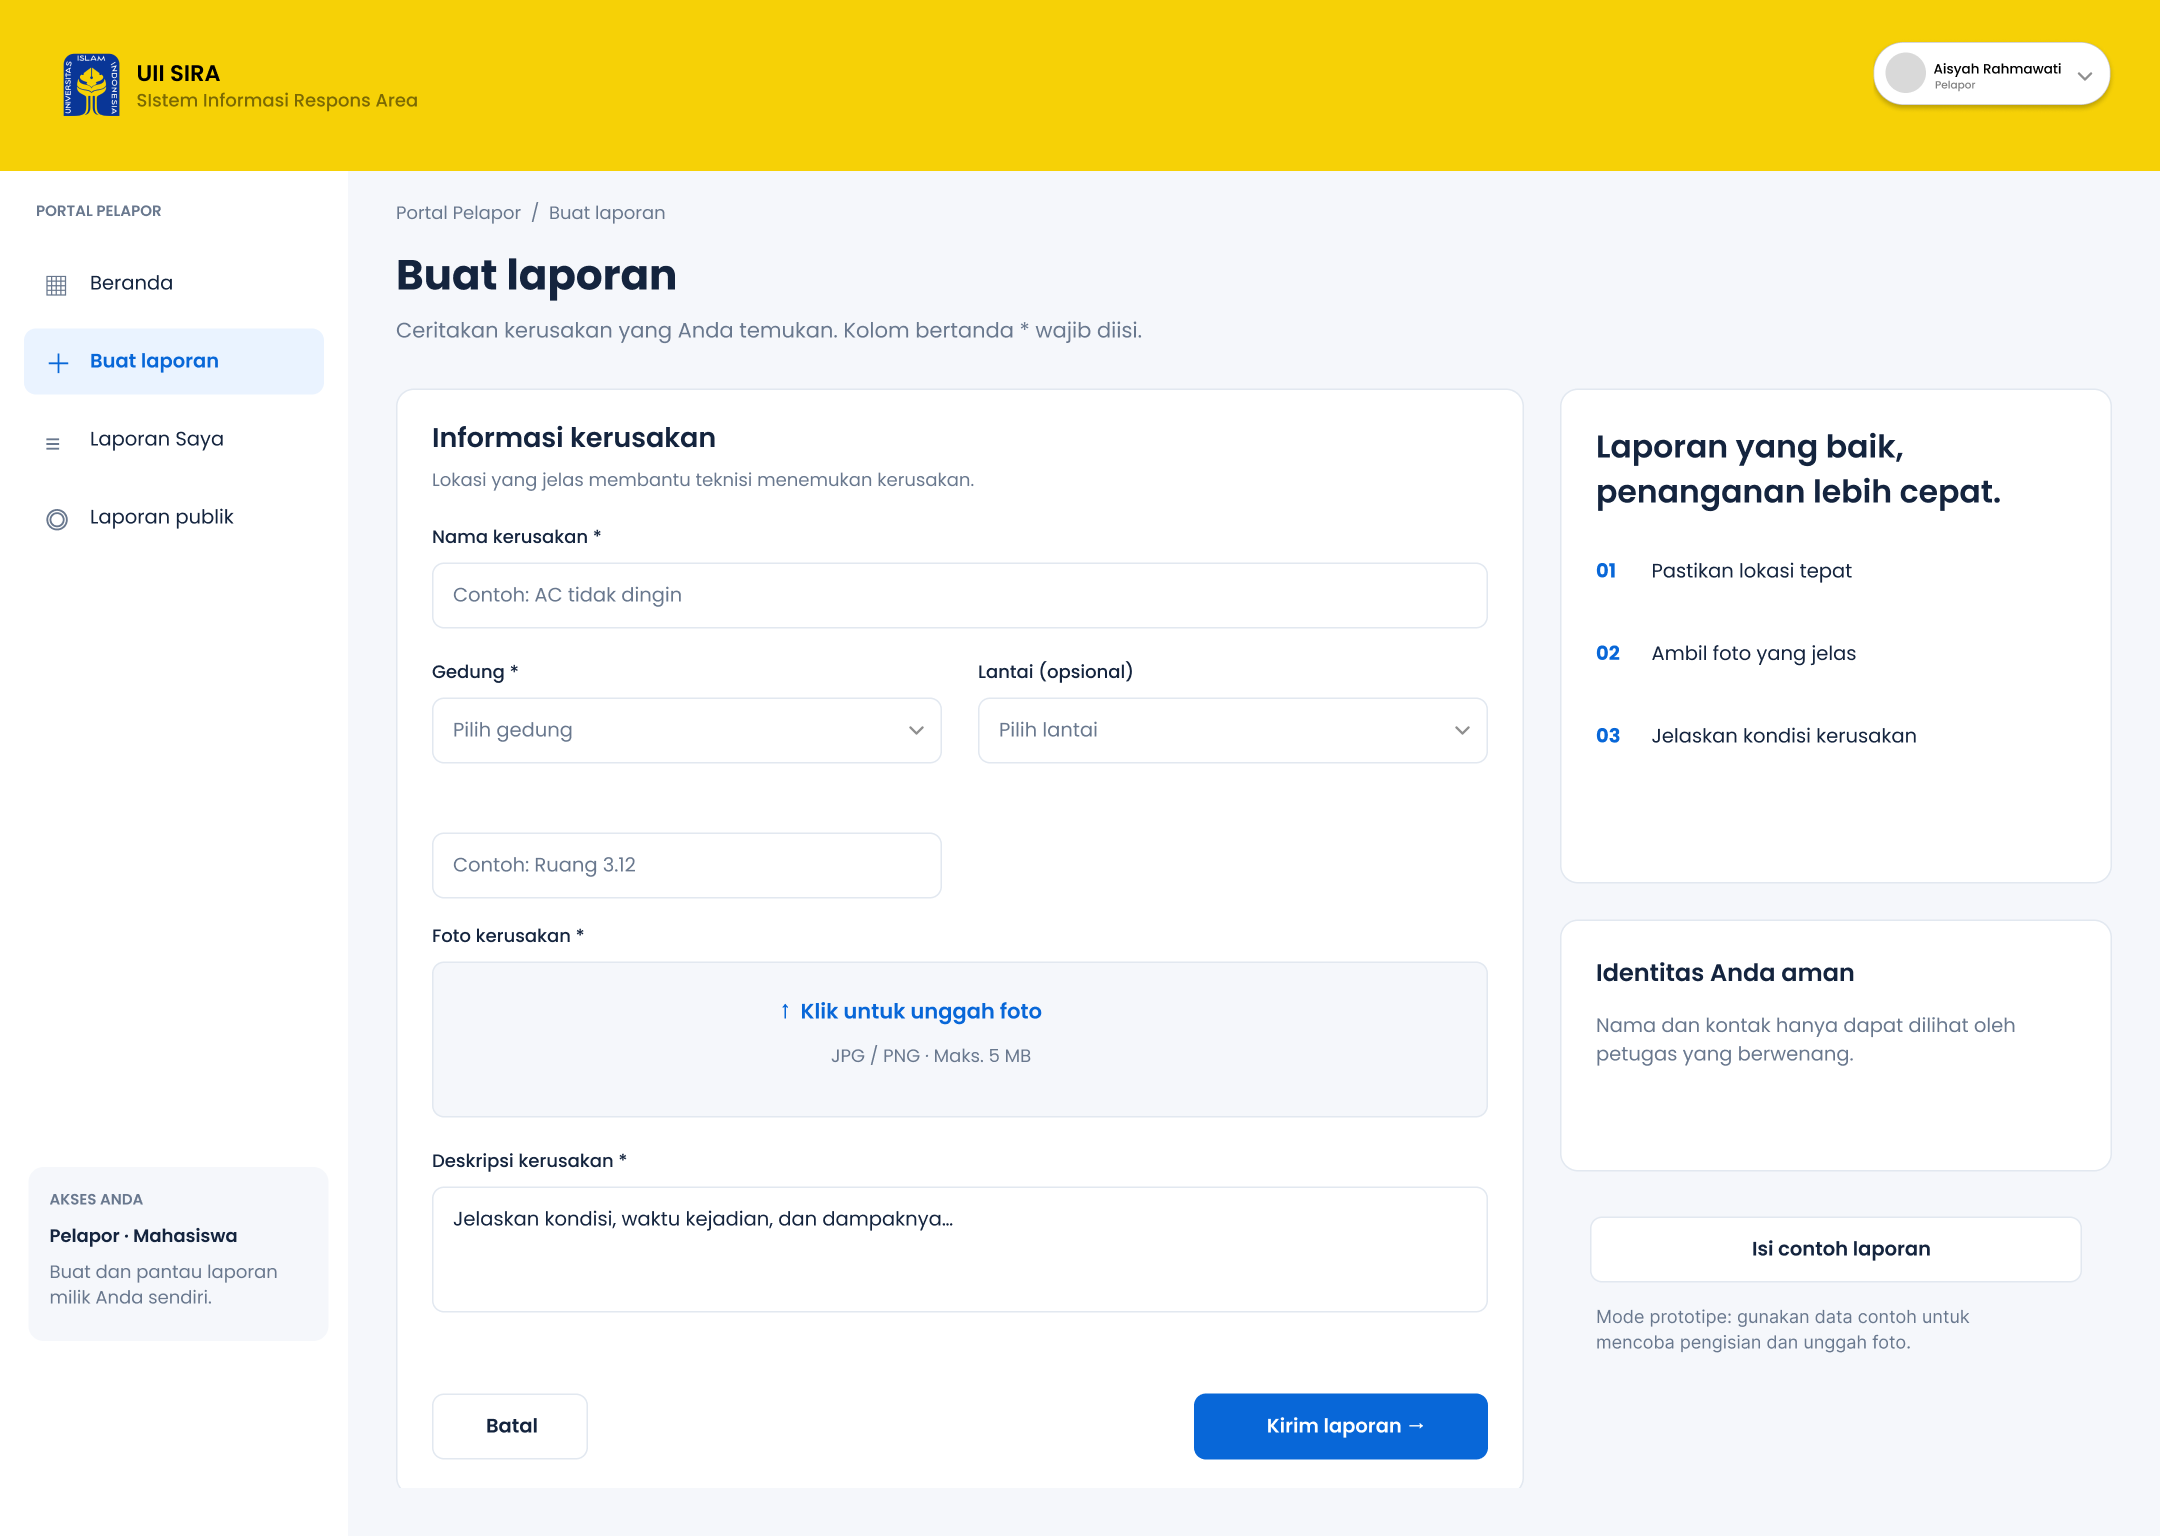 UNIVERSITAS ISLAM INDONESIA
UII SIRA
SIstem Informasi Respons Area
Aisyah Rahmawati
Pelapor
PORTAL PELAPOR
Beranda
Buat laporan
Laporan Saya
Laporan publik
AKSES ANDA
Pelapor · Mahasiswa
Buat dan pantau laporan
milik Anda sendiri.
Portal Pelapor / Buat laporan
Buat laporan
Ceritakan kerusakan yang Anda temukan. Kolom bertanda * wajib diisi.
Informasi kerusakan
Lokasi yang jelas membantu teknisi menemukan kerusakan.
Nama kerusakan *
Contoh: AC tidak dingin
Gedung *
Lantai (opsional)
Pilih gedung
Pilih lantai
Contoh: Ruang 3.12
Foto kerusakan *
↑ Klik untuk unggah foto
JPG / PNG · Maks. 5 MB
Deskripsi kerusakan *
Jelaskan kondisi, waktu kejadian, dan dampaknya...
Batal
Kirim laporan →
Laporan yang baik,
penanganan lebih cepat.
01 Pastikan lokasi tepat
02 Ambil foto yang jelas
03 Jelaskan kondisi kerusakan
Identitas Anda aman
Nama dan kontak hanya dapat dilihat oleh
petugas yang berwenang.
Isi contoh laporan
Mode prototipe: gunakan data contoh untuk
mencoba pengisian dan unggah foto.